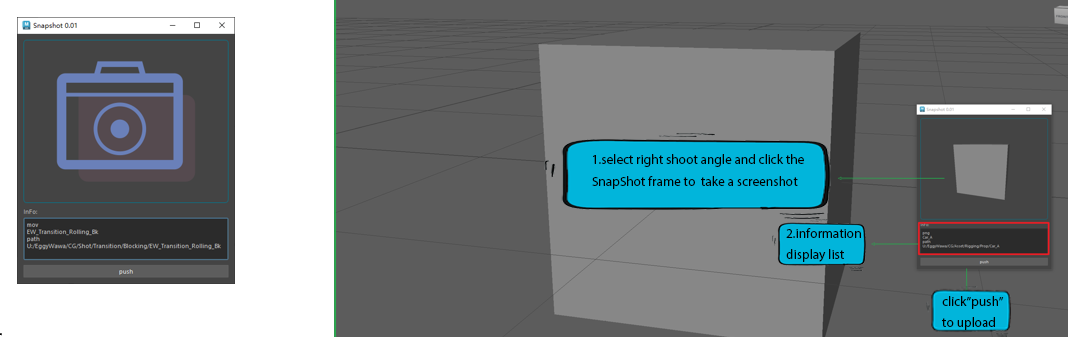 Snapshot 0.01
InFo:
mov
EW_Transition_Rolling_Bk
path
U:/EggyWawa/CG/Shot/Transition/Blocking/EW_Transition_Rolling_Bk
push
1.select right shoot angle and click the
SnapShot frame to take a screenshot
2.Information
display list
Snapshot 0.01
path
push
click"push"
to upload